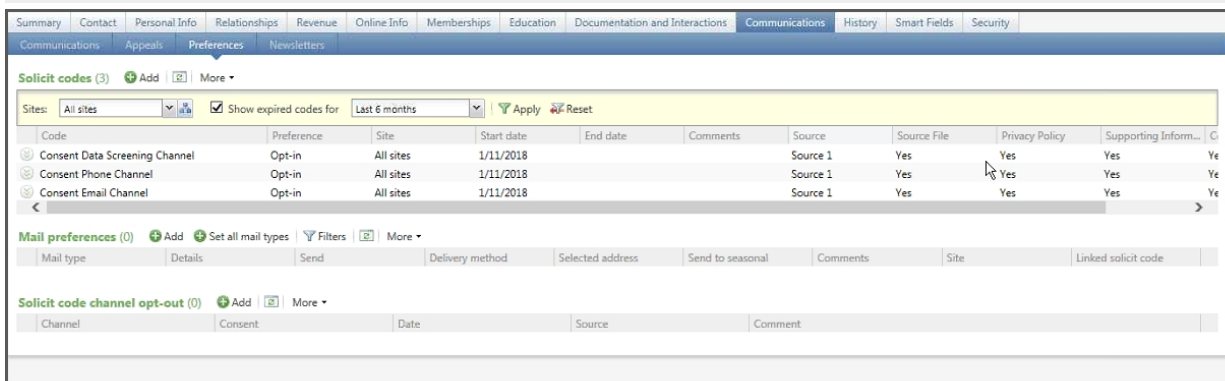 Summary Contact Personal Info Relationships Revenue Online Info Memberships Education Documentation and Interactions Communications History Smart Fields Security
Communications Appeals Preferences Newsletters
Solicit codes (3) Add More
Sites: All sites Show expired codes for Last 6 months Apply Reset
Code Preference Site Start date End date Comments Source Source File Privacy Policy Supporting Inform... C
Consent Data Screening Channel Opt-in All sites 1/11/2018 Source 1 Yes Yes Yes Ye
Consent Phone Channel Opt-in All sites 1/11/2018 Source 1 Yes Yes Yes Ye
Consent Email Channel Opt-in All sites 1/11/2018 Source 1 Yes Yes Yes Ye
Mail preferences (0) Add Set all mail types Filters More
Mail type Details Send Delivery method Selected address Send to seasonal Comments Site Linked solicit code
Solicit code channel opt-out (0) Add More
Channel Consent Date Source Comment